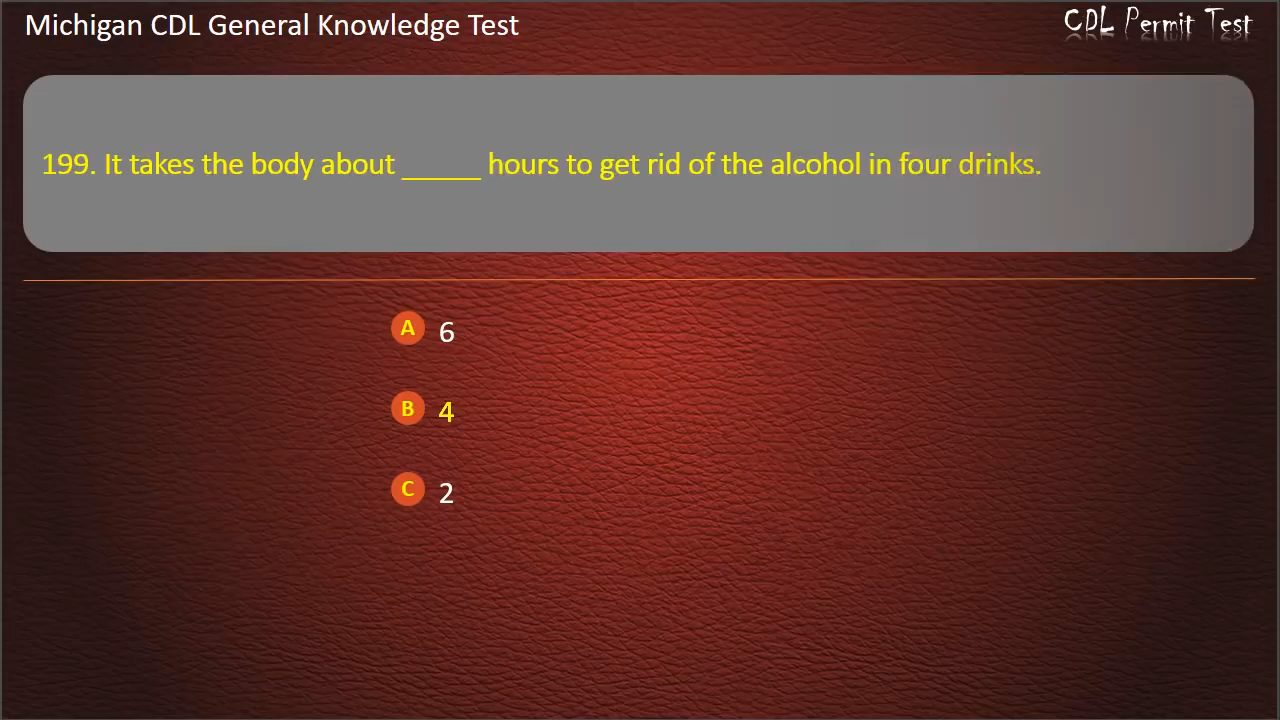 Michigan CDL General Knowledge Test
CDL Permit Test
199. It takes the body about _____ hours to get rid of the alcohol in four drinks.
A 6
B 4
C 2